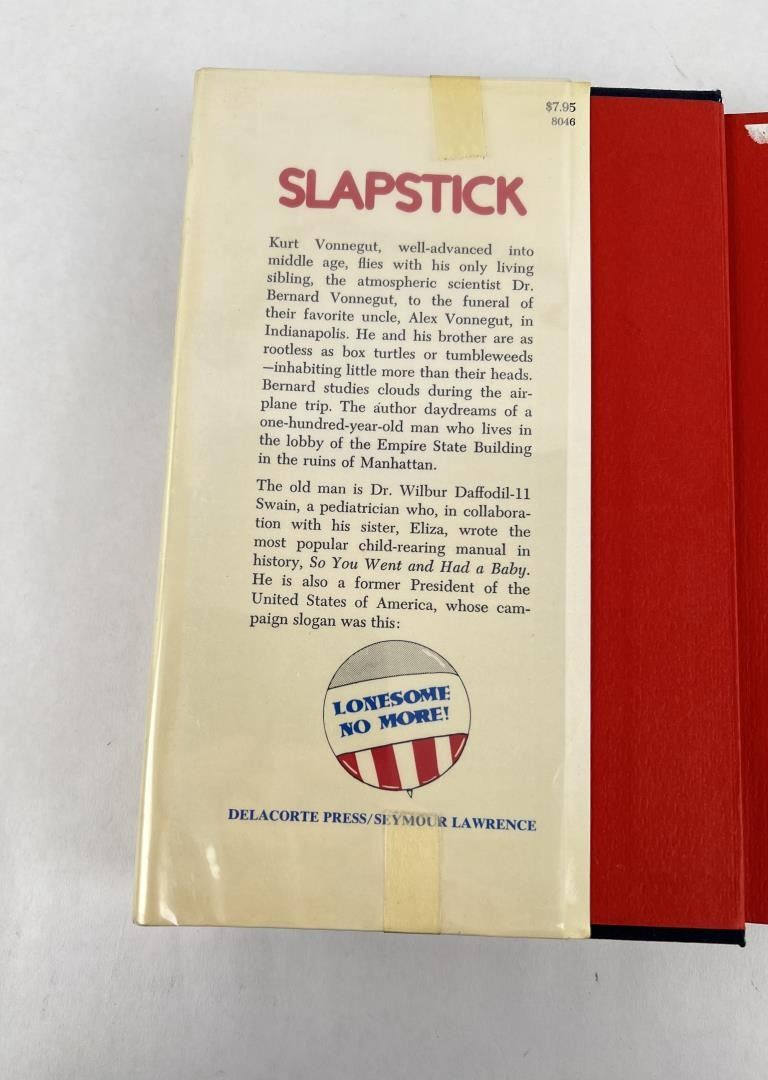 $7.95
8046
SLAPSTICK
Kurt Vonnegut, well-advanced into
middle age, flies with his only living
sibling, the atmospheric scientist Dr.
Bernard Vonnegut, to the funeral of
their favorite uncle, Alex Vonnegut, in
Indianapolis. He and his brother are as
rootless as box turtles or tumbleweeds
—inhabiting little more than their heads.
Bernard studies clouds during the air-
plane trip. The author daydreams of a
one-hundred-year-old man who lives in
the lobby of the Empire State Building
in the ruins of Manhattan.
The old man is Dr. Wilbur Daffodil-11
Swain, a pediatrician who, in collabora-
tion with his sister, Eliza, wrote the
most popular child-rearing manual in
history, So You Went and Had a Baby.
He is also a former President of the
United States of America, whose cam-
paign slogan was this:
LONESOME
NO MORE!
DELACORTE PRESS/SEYMOUR LAWRENCE